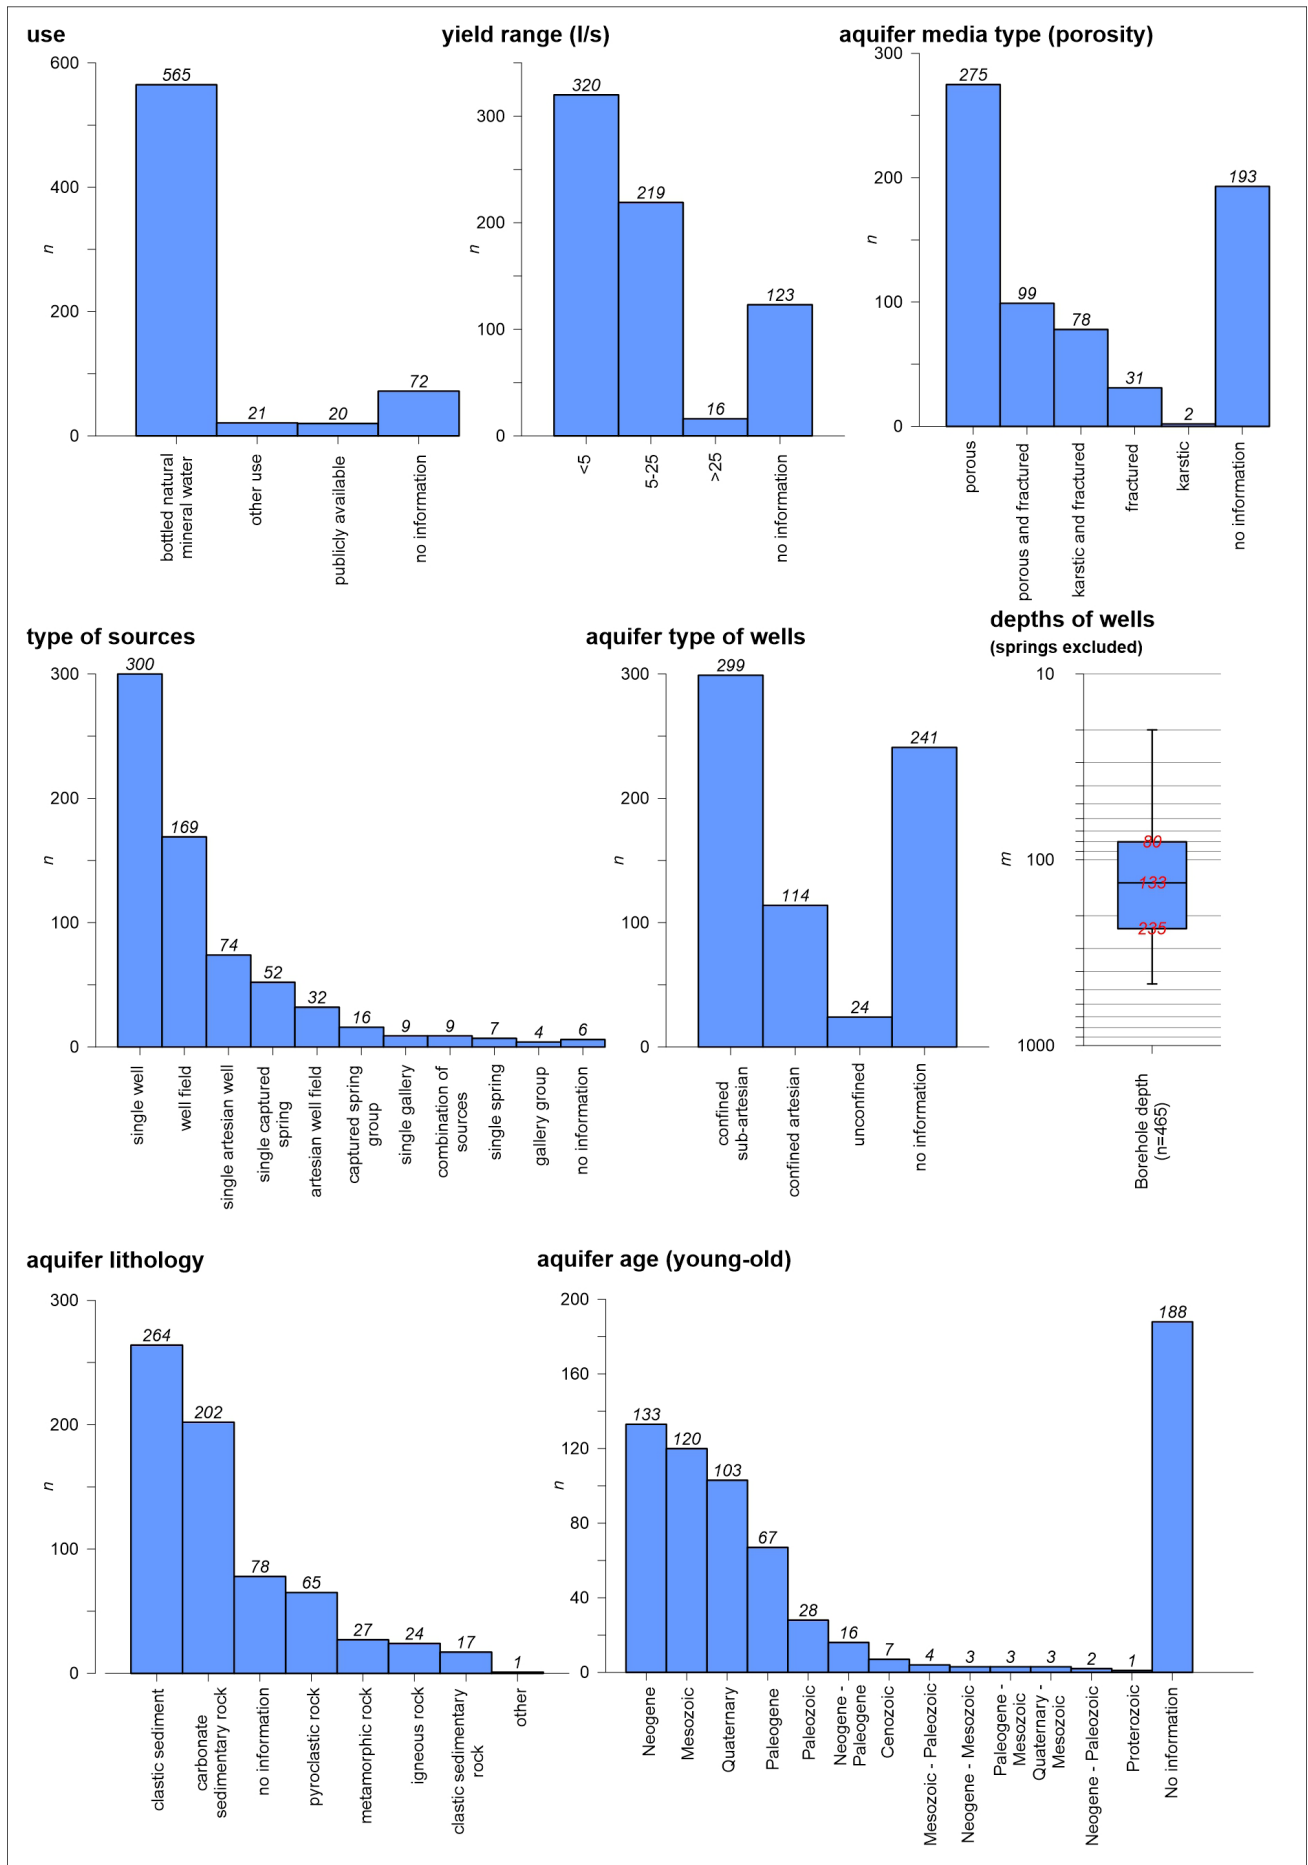 use
600
400
200
0
n
565
21
20
72
bottled natural
mineral water
other use
publicly available
no information
yield range (l/s)
300
200
100
0
n
320
219
16
123
<5
5-25
>25
no information
aquifer media type (porosity)
300
200
100
0
n
275
99
78
31
2
193
porous
porous and fractured
karstic and fractured
fractured
karstic
no information
type of sources
300
200
100
0
n
300
169
74
52
32
16
9
9
7
4
6
single well
well field
single artesian well
single captured
spring
artesian well field
captured spring
group
single gallery
combination of
sources
single spring
gallery group
no information
aquifer type of wells
300
200
100
0
n
299
114
24
241
confined
sub-artesian
confined artesian
unconfined
no information
depths of wells
(springs excluded)
10
100
1000
m
80
133
235
Borehole depth
(n=465)
aquifer lithology
300
200
100
0
n
264
202
78
65
27
24
17
1
clastic sediment
carbonate
sedimentary rock
no information
pyroclastic rock
metamorphic rock
igneous rock
clastic sedimentary
rock
other
aquifer age (young-old)
200
160
120
80
40
0
n
133
120
103
67
28
16
7
4
3
3
3
2
1
188
Neogene
Mesozoic
Quaternary
Paleogene
Paleozoic
Neogene -
Paleogene
Cenozoic
Mesozoic - Paleozoic
Neogene - Mesozoic
Paleogene -
Mesozoic
Quaternary -
Mesozoic
Neogene - Paleozoic
Proterozoic
No information